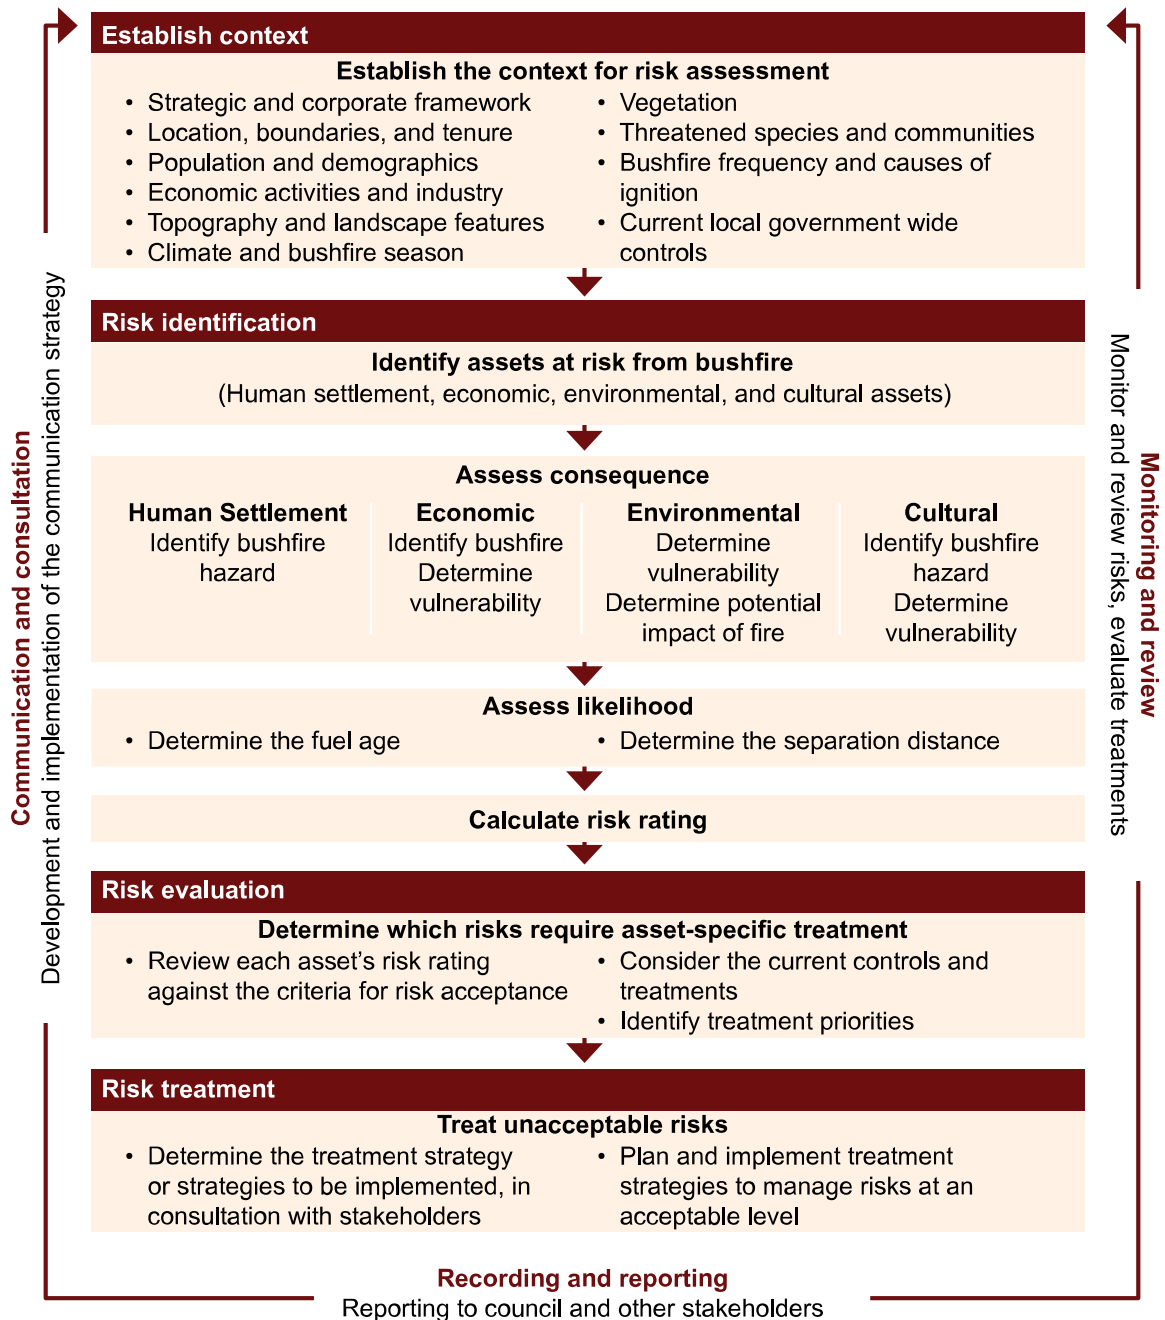 Establish context
Establish the context for risk assessment
• Strategic and corporate framework
• Location, boundaries, and tenure
• Population and demographics
• Economic activities and industry
• Topography and landscape features
• Climate and bushfire season
• Vegetation
• Threatened species and communities
• Bushfire frequency and causes of
ignition
• Current local government wide
controls
Risk identification
Identify assets at risk from bushfire
(Human settlement, economic, environmental, and cultural assets)
Assess consequence
Human Settlement
Identify bushfire
hazard
Economic
Identify bushfire
Determine
vulnerability
Environmental
Determine
vulnerability
Determine potential
impact of fire
Cultural
Identify bushfire
hazard
Determine
vulnerability
Assess likelihood
• Determine the fuel age
• Determine the separation distance
Calculate risk rating
Risk evaluation
Determine which risks require asset-specific treatment
• Review each asset’s risk rating
against the criteria for risk acceptance
• Consider the current controls and
treatments
• Identify treatment priorities
Risk treatment
Treat unacceptable risks
• Determine the treatment strategy
or strategies to be implemented, in
consultation with stakeholders
• Plan and implement treatment
strategies to manage risks at an
acceptable level
Communication and consultation
Development and implementation of the communication strategy
Monitoring and review
Monitor and review risks, evaluate treatments
Recording and reporting
Reporting to council and other stakeholders